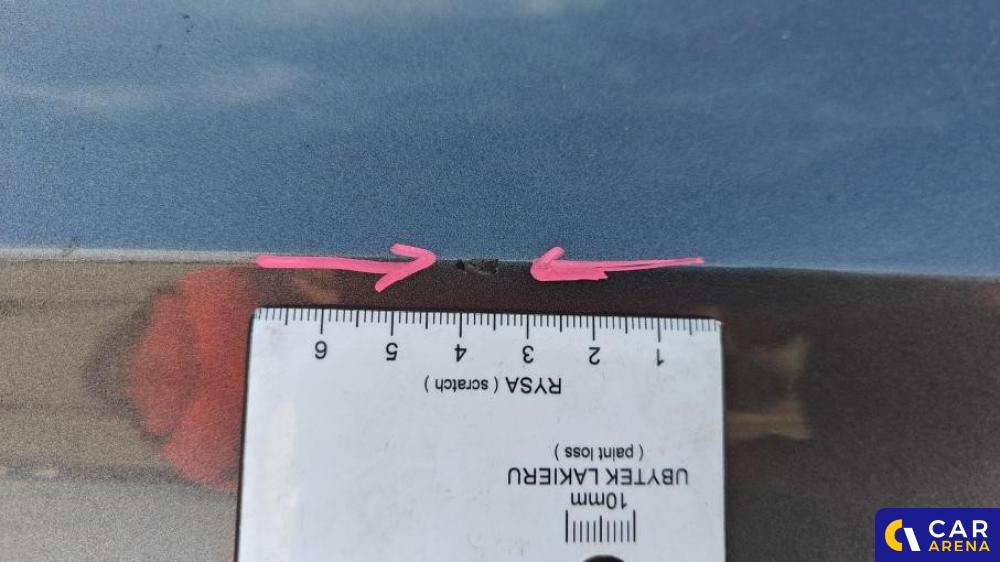 6 5 4 3 2 1
RYSA ( scratch )
UBYTEK LAKIERU
( paint loss )
10mm
CAR
ARENA